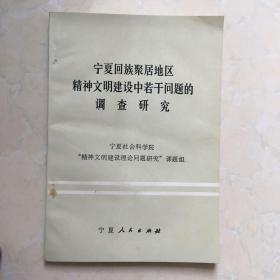 宁夏回族聚居地区
精神文明建设中若干问题的
调查研究
宁夏社会科学院
“精神文明建设理论问题研究”课题组
宁夏人民出版社